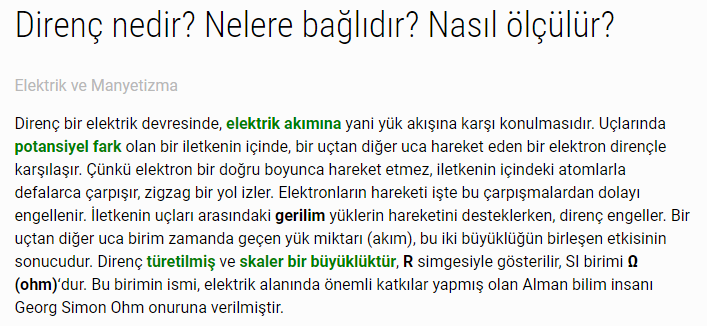 Direnç nedir? Nelere bağlıdır? Nasıl ölçülür?
Elektrik ve Manyetizma
Direnç bir elektrik devresinde, elektrik akımına yani yük akışına karşı konulmasıdır. Uçlarında
potansiyel fark olan bir iletkenin içinde, bir uçtan diğer uca hareket eden bir elektron dirençle
karşılaşır. Çünkü elektron bir doğru boyunca hareket etmez, iletkenin içindeki atomlarla
defalarca çarpışır, zigzag bir yol izler. Elektronların hareketi işte bu çarpışmalardan dolayı
engellenir. İletkenin uçları arasındaki gerilim yüklerin hareketini desteklerken, direnç engeller. Bir
uçtan diğer uca birim zamanda geçen yük miktarı (akım), bu iki büyüklüğün birleşen etkisinin
sonucudur. Direnç türetilmiş ve skaler bir büyüklüktür, R simgesiyle gösterilir, SI birimi Ω
(ohm)‘dur. Bu birimin ismi, elektrik alanında önemli katkılar yapmış olan Alman bilim insanı
Georg Simon Ohm onuruna verilmiştir.